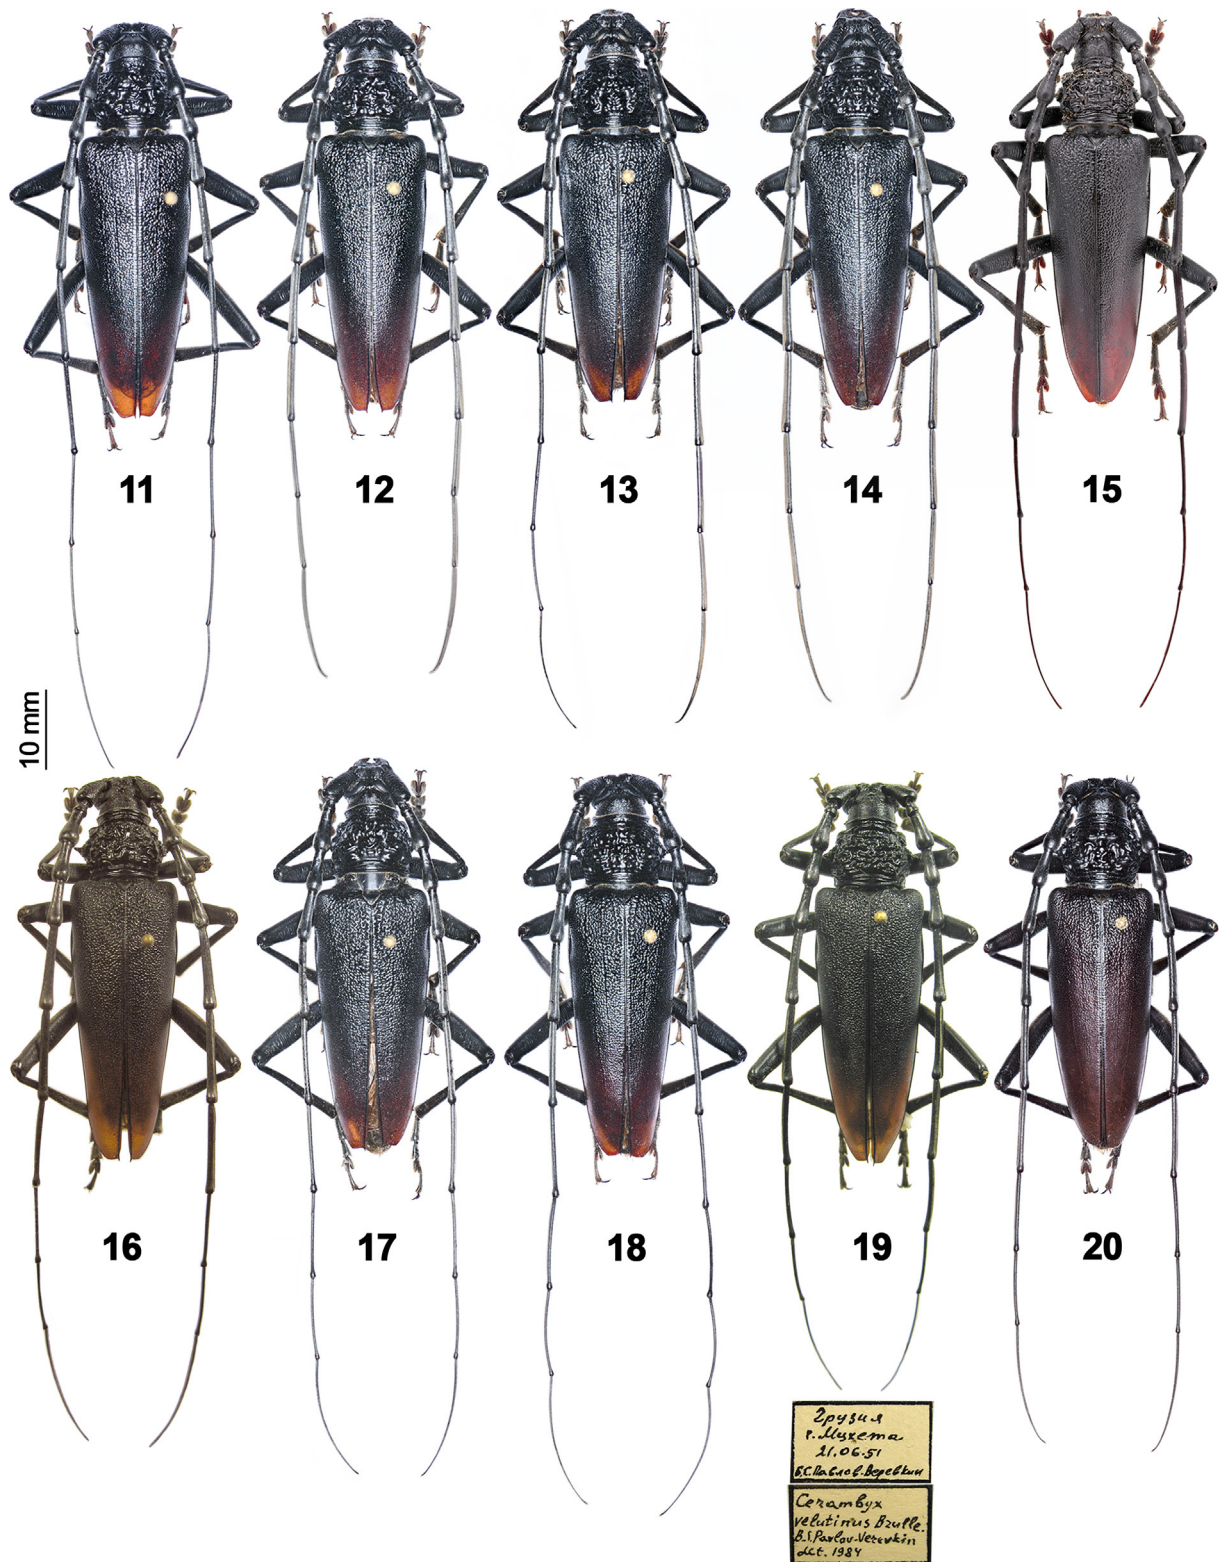 11
12
13
14
15
10 mm
16
17
18
19
20
Грузия
г. Мцхета
21.06.51
Б.С.Павлов-Веревкин
Cerambyx
velutinus Brulle.
B.S.Pavlov-Verevkin
det. 1984